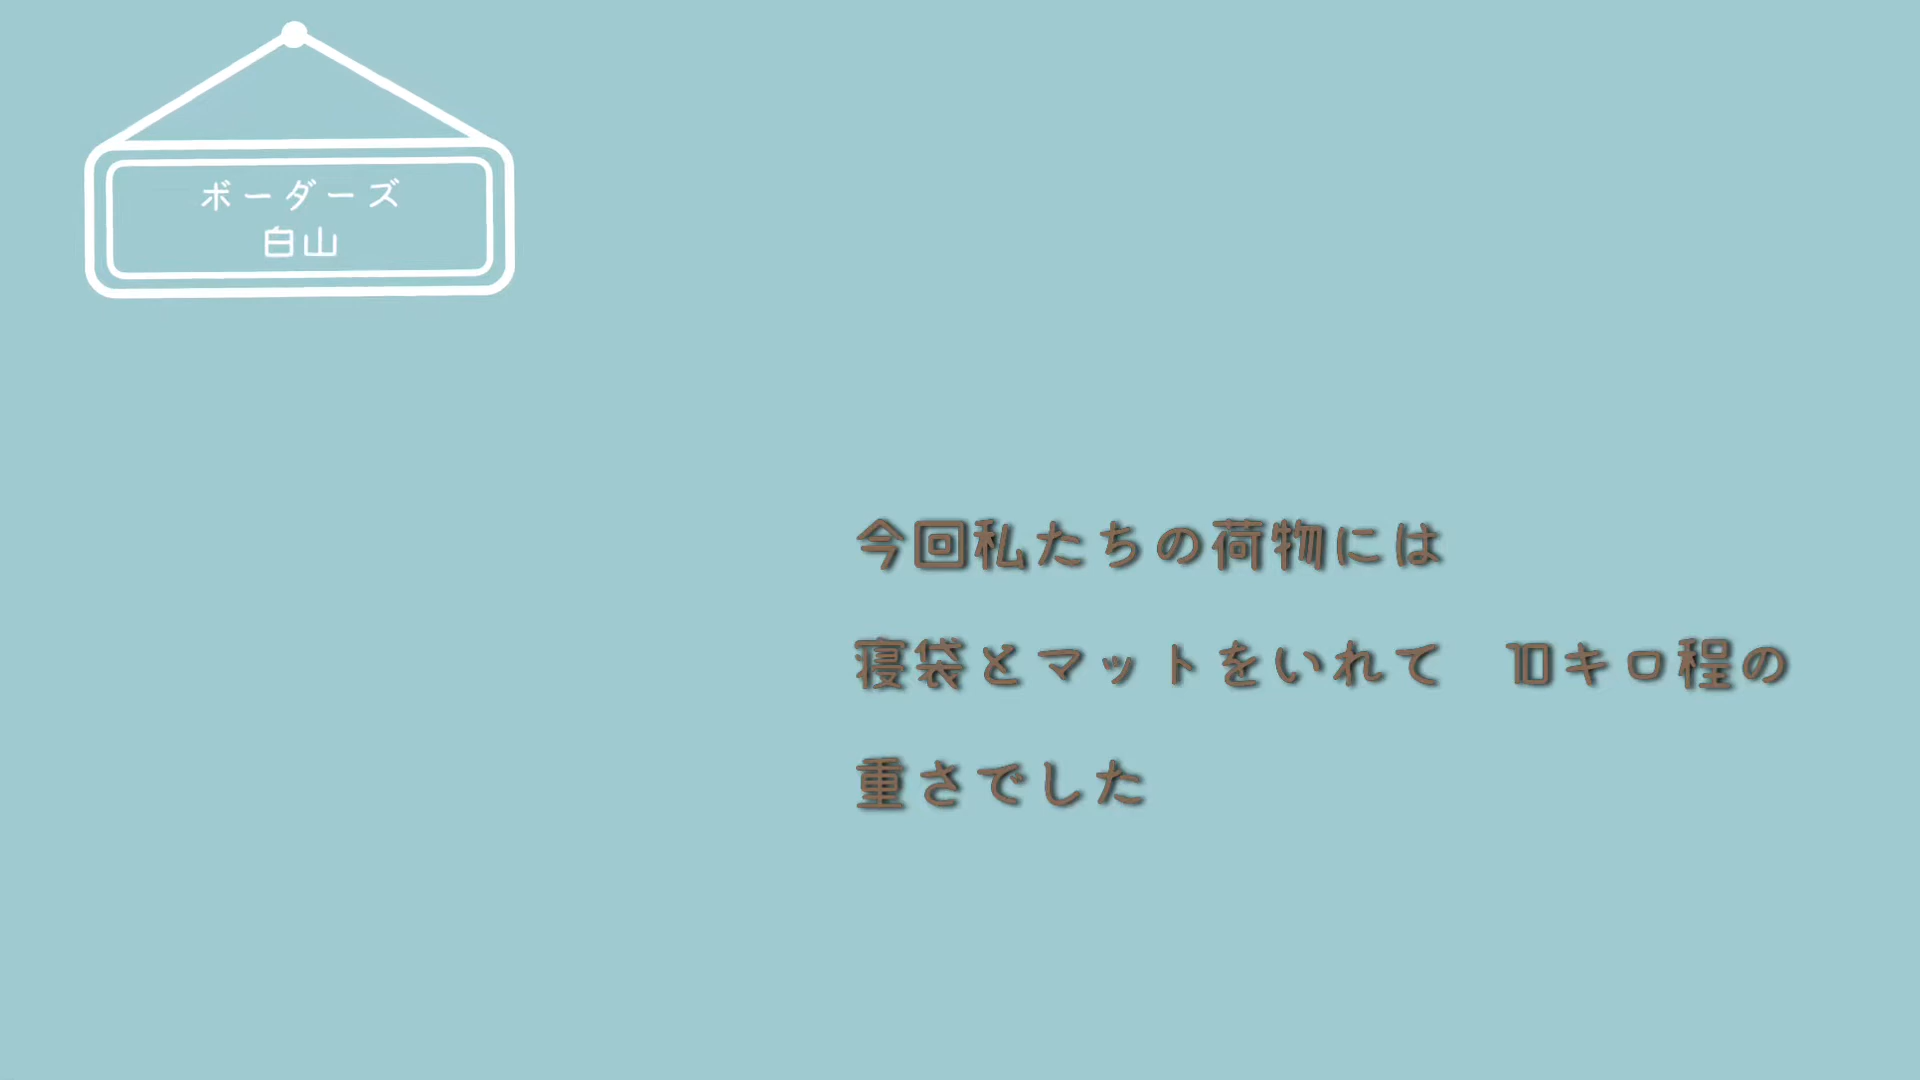 ボーダーズ
白山
今回私たちの荷物には
寝袋とマットをいれて　10キロ程の
重さでした